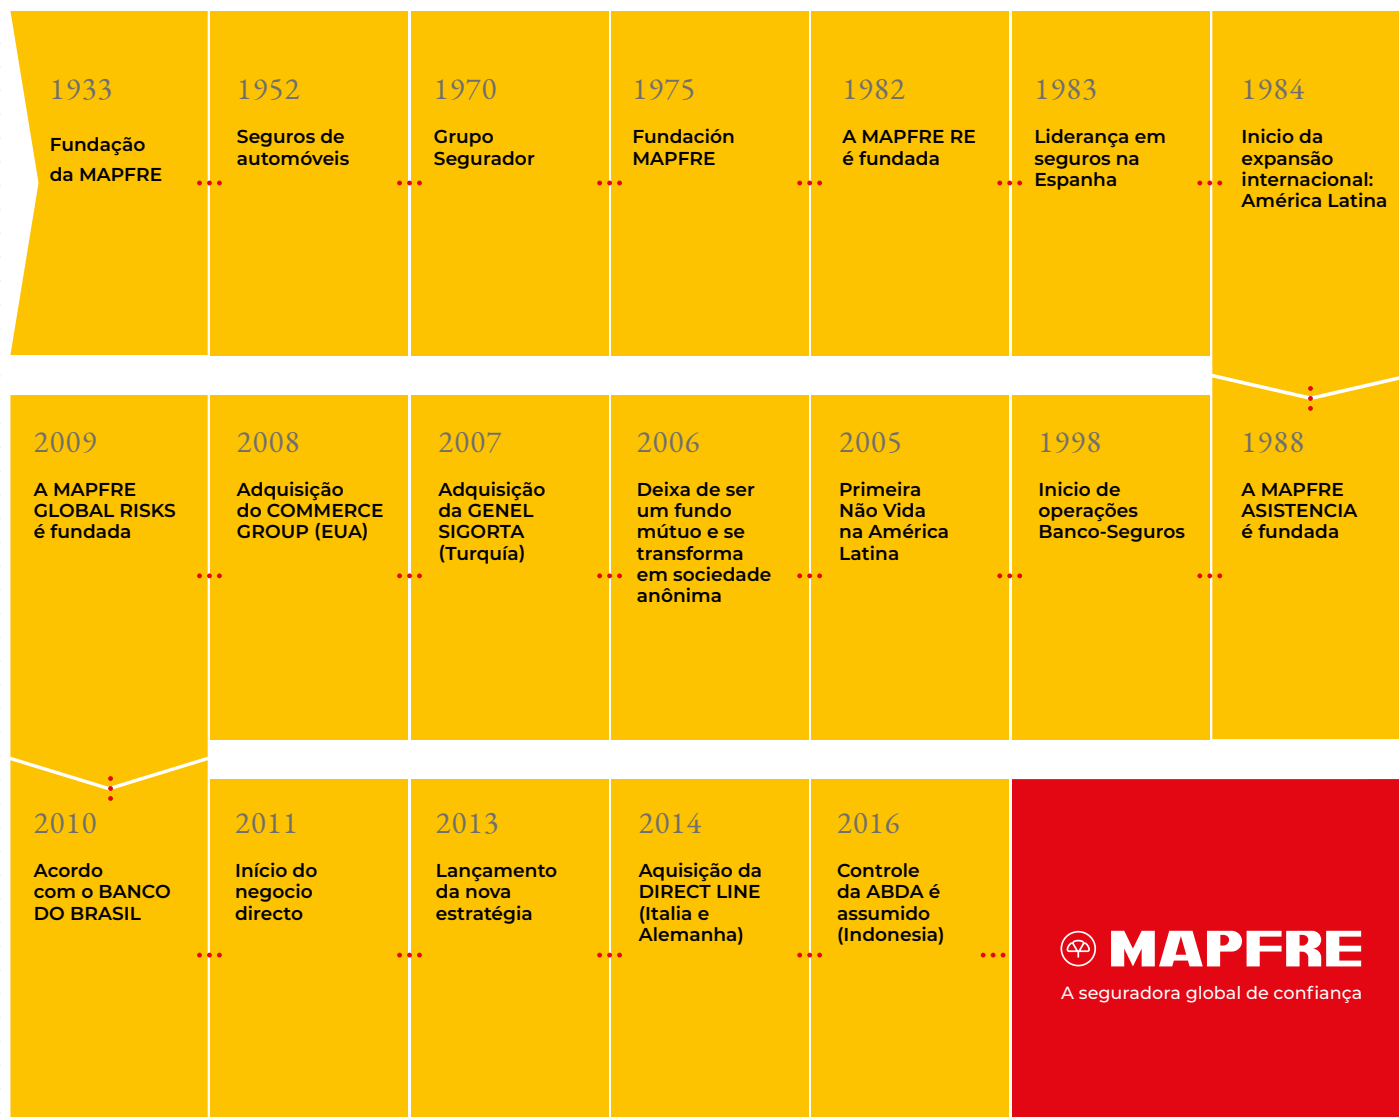 1933
Fundação
da MAPFRE
1952
Seguros de
automóveis
1970
Grupo
Segurador
1975
Fundación
MAPFRE
1982
A MAPFRE RE
é fundada
1983
Liderança em
seguros na
Espanha
1984
Inicio da
expansão
internacional:
América Latina
1988
A MAPFRE
ASISTENCIA
é fundada
1998
Inicio de
operações
Banco-Seguros
2005
Primeira
Não Vida
na América
Latina
2006
Deixa de ser
um fundo
mútuo e se
transforma
em sociedade
anônima
2007
Adquisição
da GENEL
SIGORTA
(Turquía)
2008
Adquisição
do COMMERCE
GROUP (EUA)
2009
A MAPFRE
GLOBAL RISKS
é fundada
2010
Acordo
com o BANCO
DO BRASIL
2011
Início do
negocio
directo
2013
Lançamento
da nova
estratégia
2014
Aquisição da
DIRECT LINE
(Italia e
Alemanha)
2016
Controle
da ABDA é
assumido
(Indonesia)
MAPFRE
A seguradora global de confiança